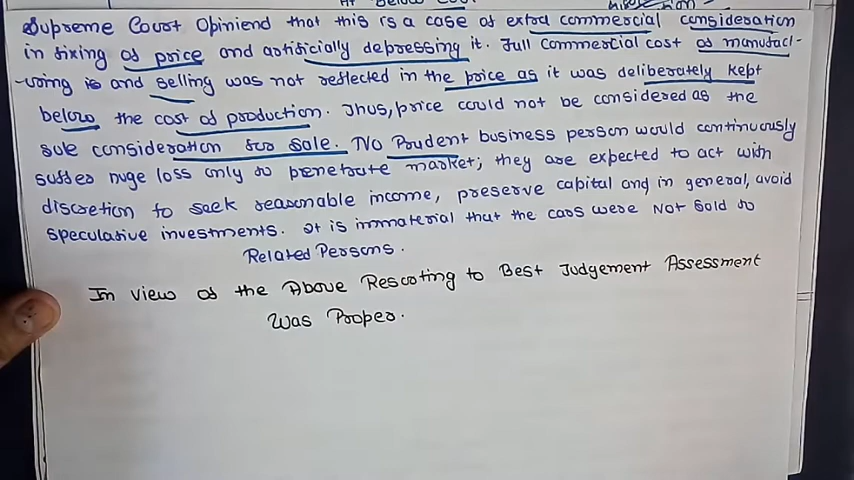 At Below Cost
Supreme Court Opiniend that this is a case of extra commercial consideration
in fixing of price and artificially depressing it. Full commercial cost of manufact-
-uring is and selling was not reflected in the price as it was deliberately kept
below the cost of production. Thus, price could not be considered as the
sole consideration for sale. No Prudent business person would continuously
suffer huge loss only to penetrate market; they are expected to act with
discretion to seek reasonable income, preserve capital and in general, avoid
speculative investments. It is immaterial that the cars were Not Sold to
Related Persons.
In view of the Above Resorting to Best Judgement Assessment
Was Proper.